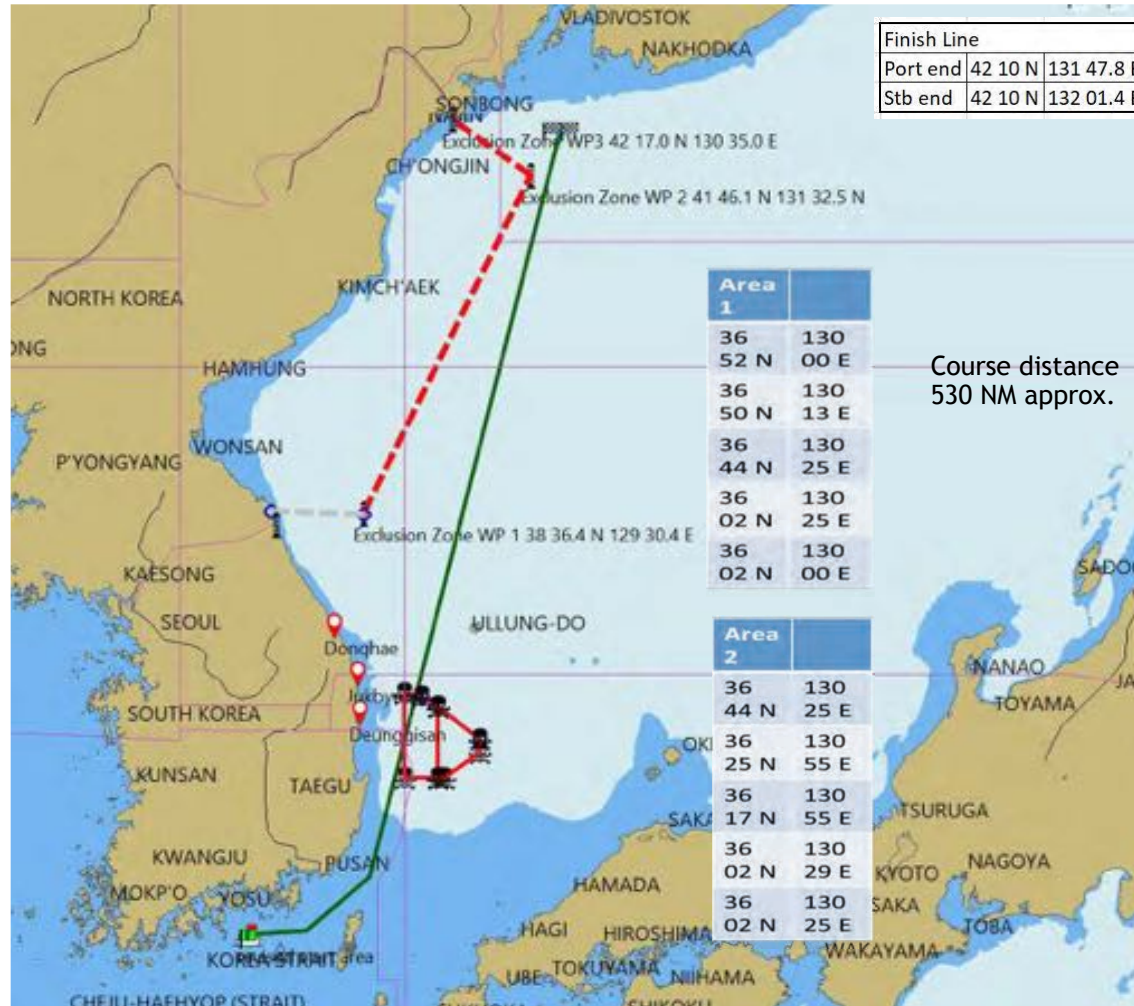 VLADIVOSTOK
NAKHODKA
Finish Line
Port end 42 10 N 131 47.8 E
Stb end 42 10 N 132 01.4 E
SONBONG
Exclusion Zone WP3 42 17.0 N 130 35.0 E
CH'ONGJIN
Exclusion Zone WP 2 41 46.1 N 131 32.5 N
KIMCH'AEK
NORTH KOREA
HAMHUNG
WONSAN
P'YONGYANG
Exclusion Zone WP 1 38 36.4 N 129 30.4 E
KAESONG
SEOUL
ULLUNG-DO
Donghae
SOUTH KOREA
Deunggisan
KUNSAN
TAEGU
KWANGJU
PUSAN
MOKP'O
YOSU
KOREA STRAIT
area
CHEJU-HAEHYOP (STRAIT)
Area 1
36 52 N 130 00 E
36 50 N 130 13 E
36 44 N 130 25 E
36 02 N 130 25 E
36 02 N 130 00 E
Course distance
530 NM approx.
Area 2
36 44 N 130 25 E
36 25 N 130 55 E
36 17 N 130 55 E
36 02 N 130 29 E
36 02 N 130 25 E
NANAO
TOYAMA
TSURUGA
NAGOYA
KYOTO
TOBA
WAKAYAMA
HAMADA
HAGI
HIROSHIMA
UBE
TOKUYAMA
NIIHAMA